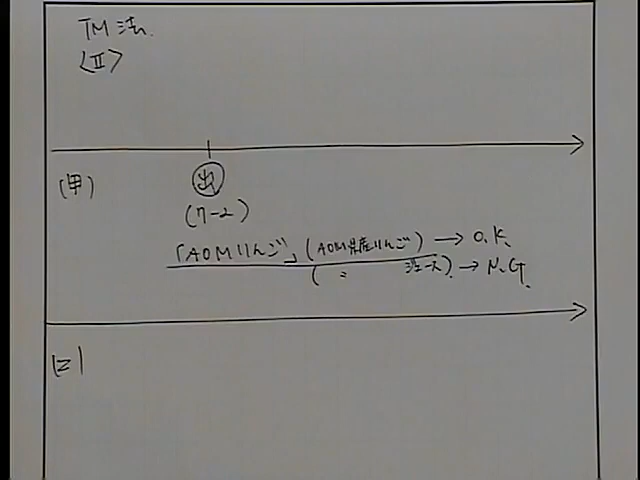 TM法
〈Ⅱ〉
(甲)
出
(7-2)
「AOMりんご」(AOM県産りんご)→O.K.
(〃 ジュース)→N.G.
(乙)